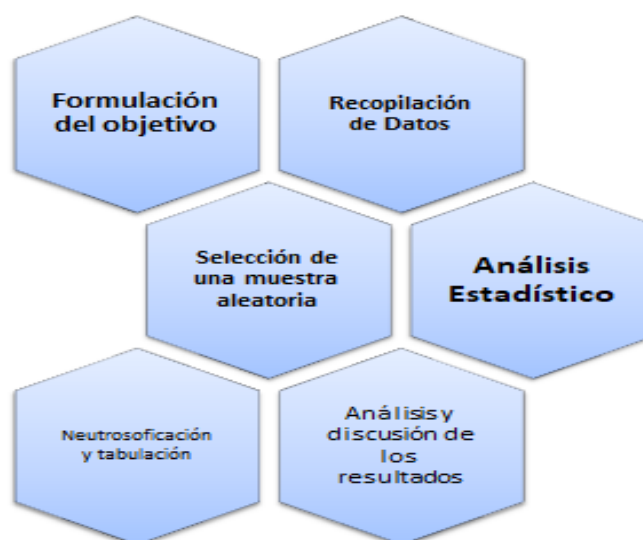 Formulación
del objetivo
Recopilación
de Datos
Selección de
una muestra
aleatoria
Análisis
Estadístico
Neutrosoficación
y tabulación
Análisis y
discusión de
los
resultados